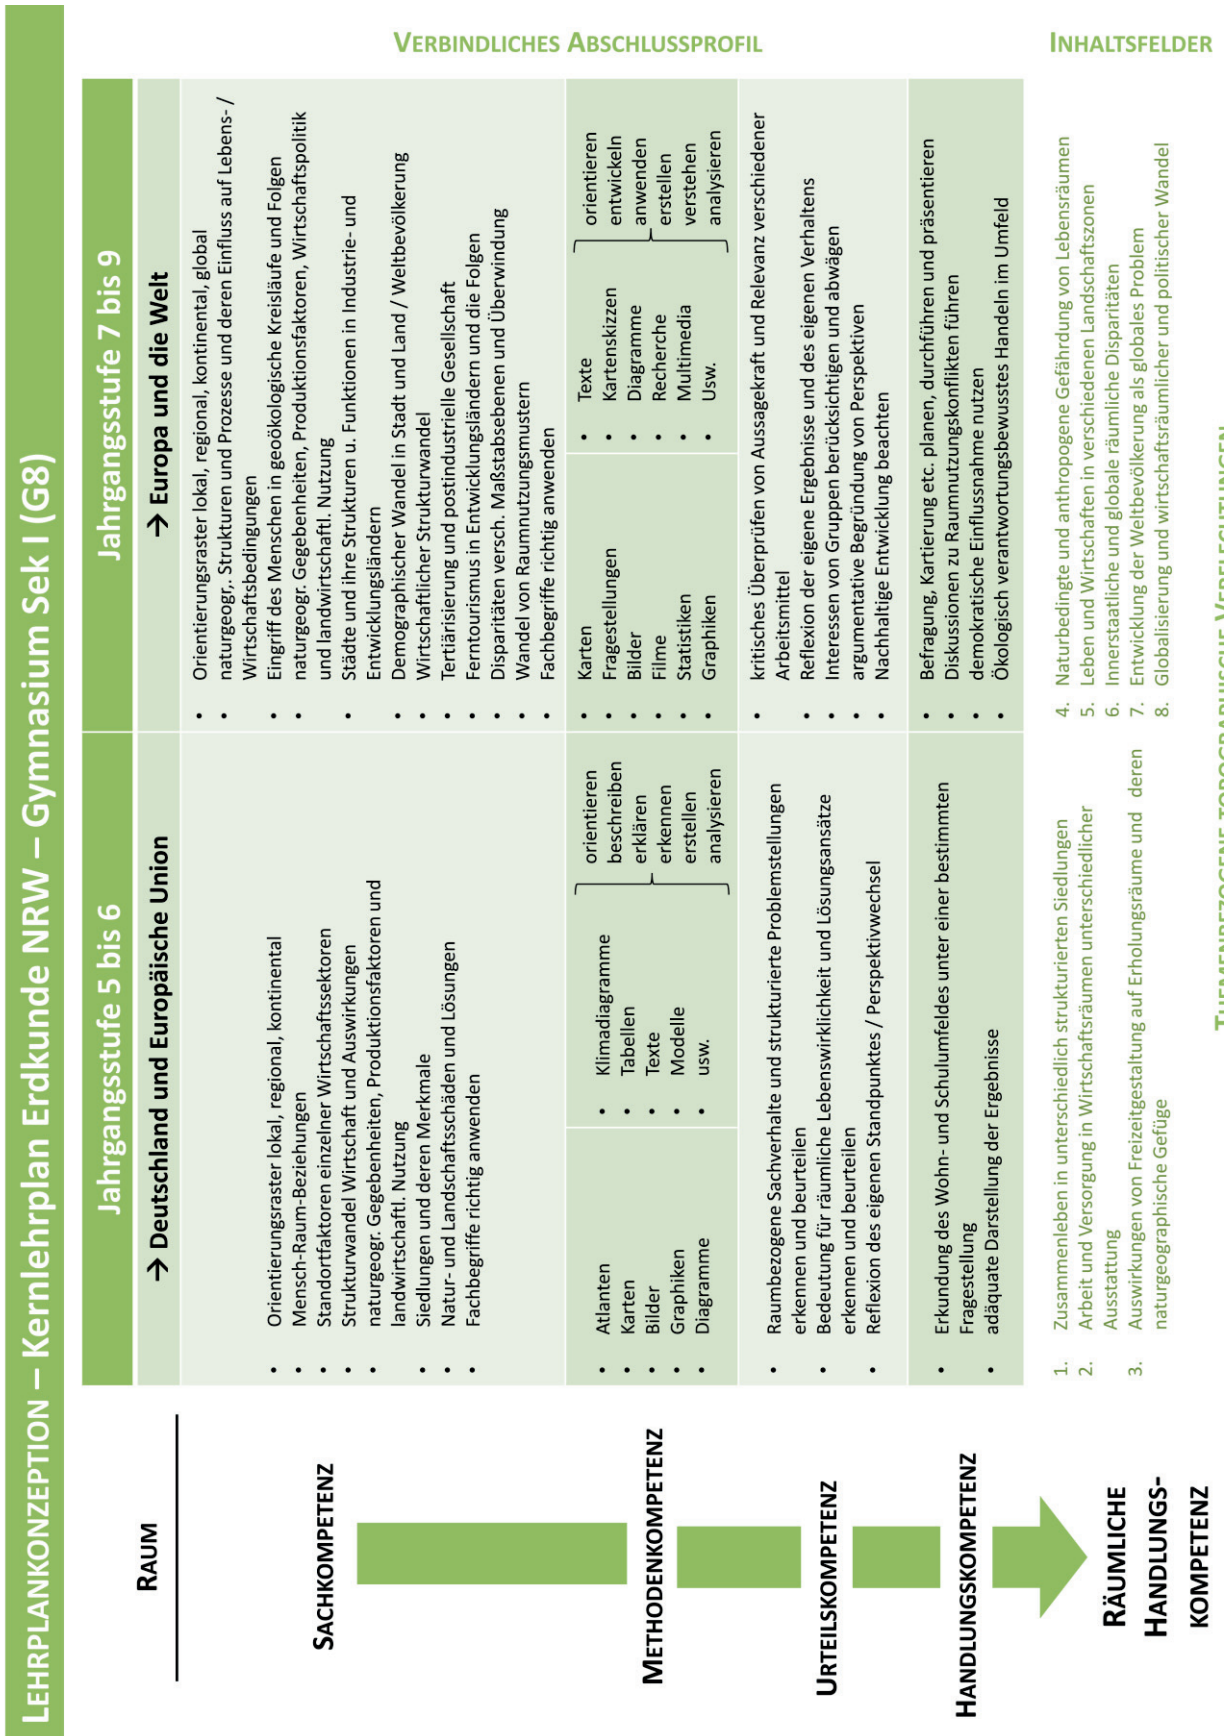 LEHRPLANKONZEPTION – Kernlehrplan Erdkunde NRW – Gymnasium Sek I (G8)
RAUM
Jahrgangsstufe 5 bis 6
Jahrgangsstufe 7 bis 9
→ Deutschland und Europäische Union
→ Europa und die Welt
VERBINDLICHES ABSCHLUSSPROFIL
SACHKOMPETENZ
• Orientierungsraster lokal, regional, kontinental
• Mensch-Raum-Beziehungen
• Standortfaktoren einzelner Wirtschaftssektoren
• Strukturwandel Wirtschaft und Auswirkungen
• naturgeogr. Gegebenheiten, Produktionsfaktoren und
landwirtschaftl. Nutzung
• Siedlungen und deren Merkmale
• Natur- und Landschaftsschäden und Lösungen
• Fachbegriffe richtig anwenden
• Orientierungsraster lokal, regional, kontinental, global
• naturgeogr,. Strukturen und Prozesse und deren Einfluss auf Lebens- /
Wirtschaftsbedingungen
• Eingriff des Menschen in geoökologische Kreisläufe und Folgen
• naturgeogr. Gegebenheiten, Produktionsfaktoren, Wirtschaftspolitik
und landwirtschaftl. Nutzung
• Städte und ihre Strukturen u. Funktionen in Industrie- und
Entwicklungsländern
• Demographischer Wandel in Stadt und Land / Weltbevölkerung
• Wirtschaftlicher Strukturwandel
• Tertiärisierung und postindustrielle Gesellschaft
• Ferntourismus in Entwicklungsländern und die Folgen
• Disparitäten versch. Maßstabsebenen und Überwindung
• Wandel von Raumnutzungsmustern
• Fachbegriffe richtig anwenden
METHODENKOMPETENZ
• Atlanten
• Karten
• Bilder
• Graphiken
• Diagramme
• Klimadiagramme
• Tabellen
• Texte
• Modelle
• usw.
orientieren
beschreiben
erklären
erkennen
erstellen
analysieren
• Karten
• Fragestellungen
• Bilder
• Filme
• Statistiken
• Graphiken
• Texte
• Kartenskizzen
• Diagramme
• Recherche
• Multimedia
• Usw.
orientieren
entwickeln
anwenden
erstellen
verstehen
analysieren
URTEILSKOMPETENZ
• Raumbezogene Sachverhalte und strukturierte Problemstellungen
erkennen und beurteilen
• Bedeutung für räumliche Lebenswirklichkeit und Lösungsansätze
erkennen und beurteilen
• Reflexion des eigenen Standpunktes / Perspektivwechsel
• kritisches Überprüfen von Aussagekraft und Relevanz verschiedener
Arbeitsmittel
• Reflexion der eigene Ergebnisse und des eigenen Verhaltens
• Interessen von Gruppen berücksichtigen und abwägen
• argumentative Begründung von Perspektiven
• Nachhaltige Entwicklung beachten
HANDLUNGSKOMPETENZ
• Erkundung des Wohn- und Schulumfeldes unter einer bestimmten
Fragestellung
• adäquate Darstellung der Ergebnisse
• Befragung, Kartierung etc. planen, durchführen und präsentieren
• Diskussionen zu Raumnutzungskonflikten führen
• demokratische Einflussnahme nutzen
• Ökologisch verantwortungsbewusstes Handeln im Umfeld
RÄUMLICHE
HANDLUNGS-
KOMPETENZ
INHALTSFELDER
1. Zusammenleben in unterschiedlich strukturierten Siedlungen
2. Arbeit und Versorgung in Wirtschaftsräumen unterschiedlicher
Ausstattung
3. Auswirkungen von Freizeitgestaltung auf Erholungsräume und deren
naturgeographische Gefüge
4. Naturbedingte und anthropogene Gefährdung von Lebensräumen
5. Leben und Wirtschaften in verschiedenen Landschaftszonen
6. Innerstaatliche und globale räumliche Disparitäten
7. Entwicklung der Weltbevölkerung als globales Problem
8. Globalisierung und wirtschaftsräumlicher und politischer Wandel
THEMENBEZOGENE TOPOGRAPHISCHE VERFLECHTUNGEN